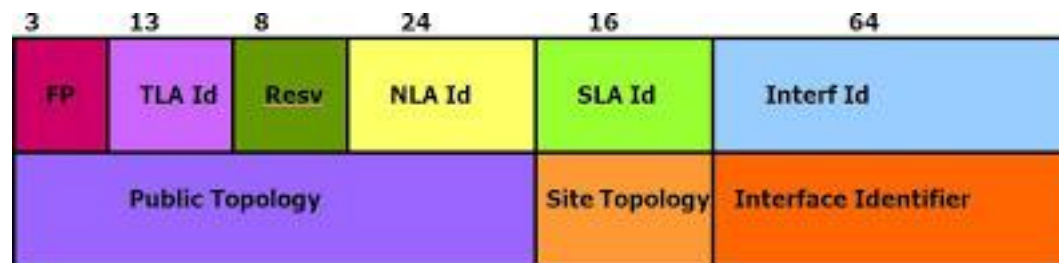 3 13 8 24 16 64
FP TLA Id Resv NLA Id SLA Id Interf Id
Public Topology Site Topology Interface Identifier